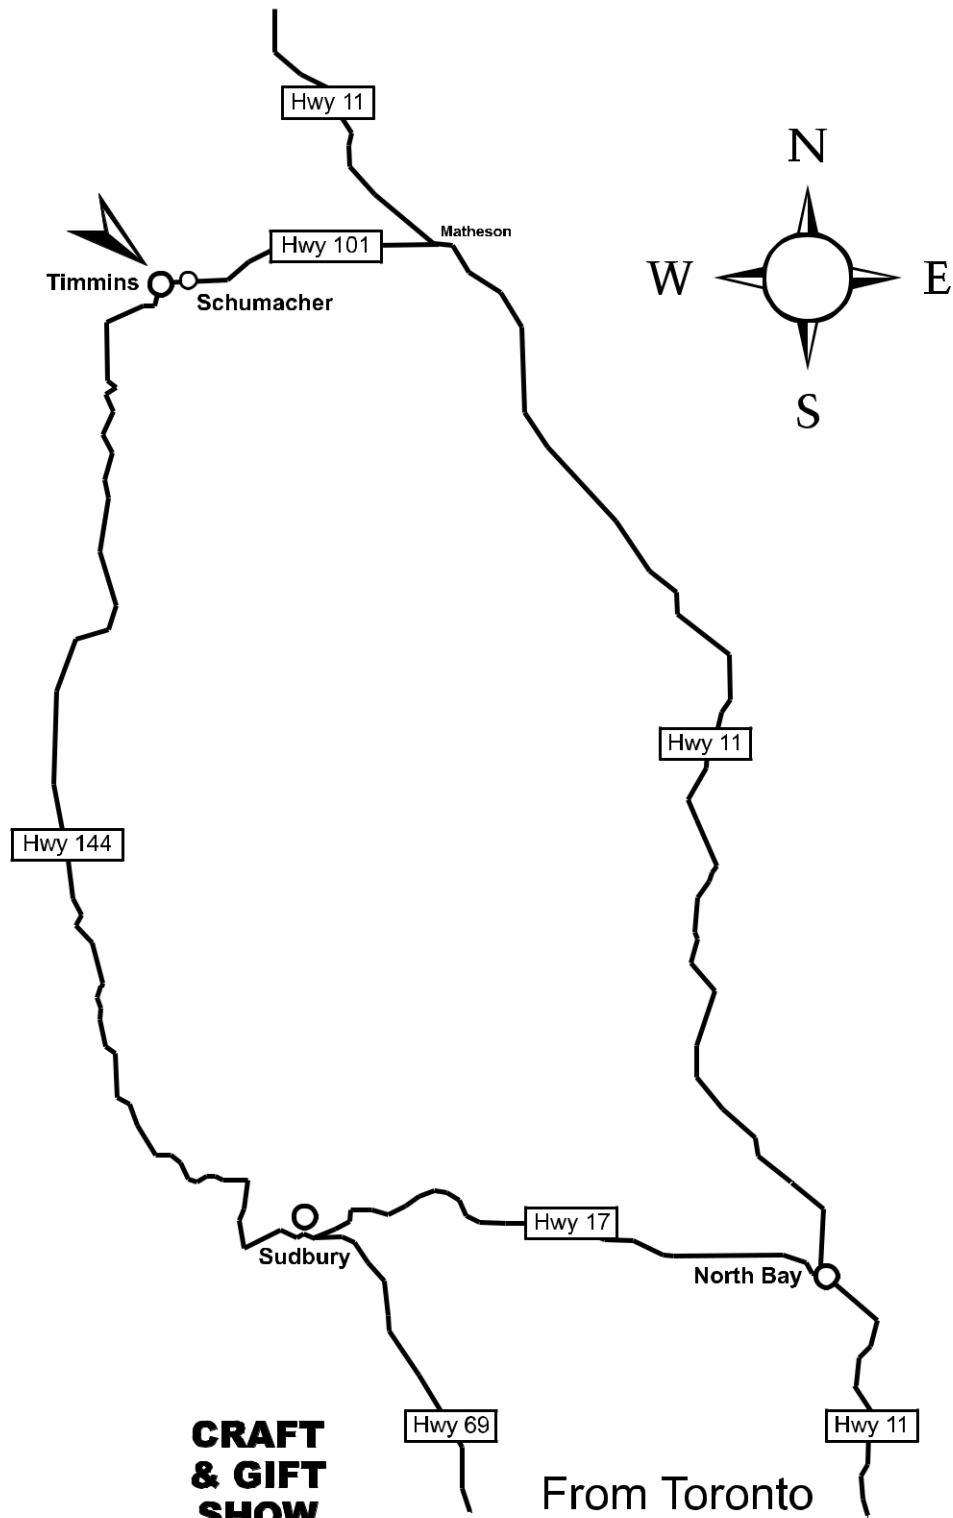 Hwy 11
N
Matheson
Hwy 101
W
E
Timmins
Schumacher
S
Hwy 11
Hwy 144
Hwy 17
Sudbury
North Bay
Hwy 69
Hwy 11
CRAFT
& GIFT
SHOW
From Toronto